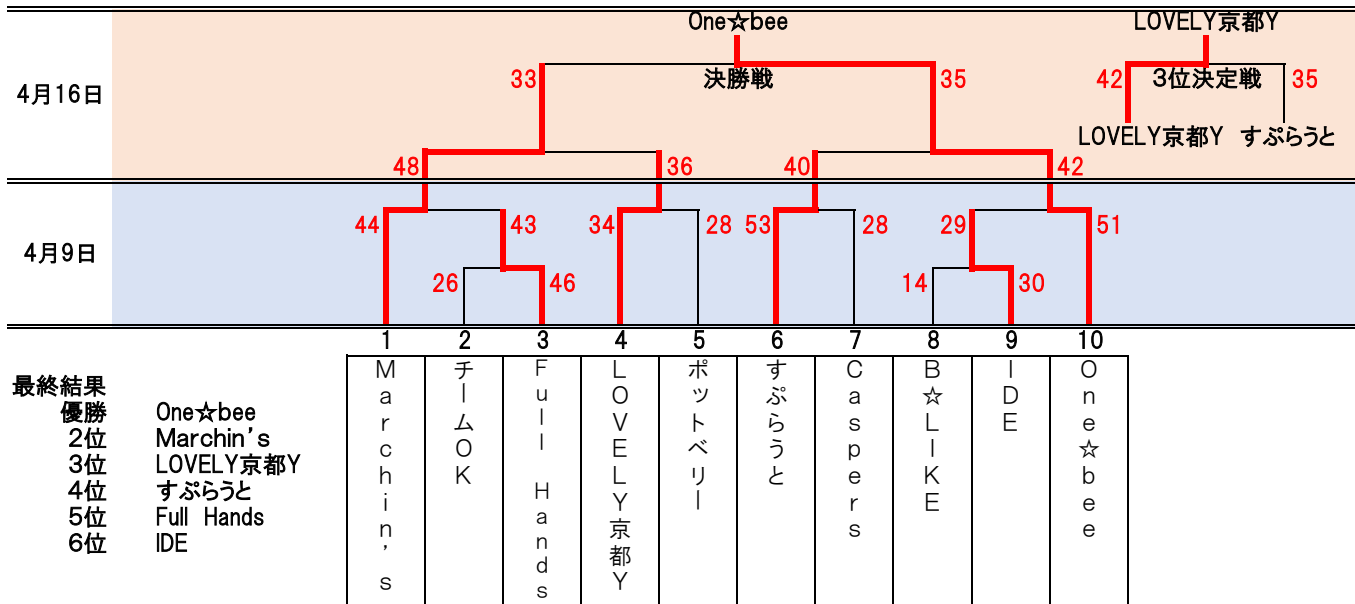 One☆bee
LOVELY京都Y
4月16日
33
決勝戦
35
42
3位決定戦
35
LOVELY京都Y
すぷらうと
48
36
40
42
4月9日
44
43
34
28
53
28
29
51
26
46
14
30
1
2
3
4
5
6
7
8
9
10
Marchin's
チームOK
Full Hands
LOVELY京都Y
ポットベリー
すぷらうと
Caspers
B☆LIKE
IDE
One☆bee
最終結果
優勝 One☆bee
2位 Marchin's
3位 LOVELY京都Y
4位 すぷらうと
5位 Full Hands
6位 IDE